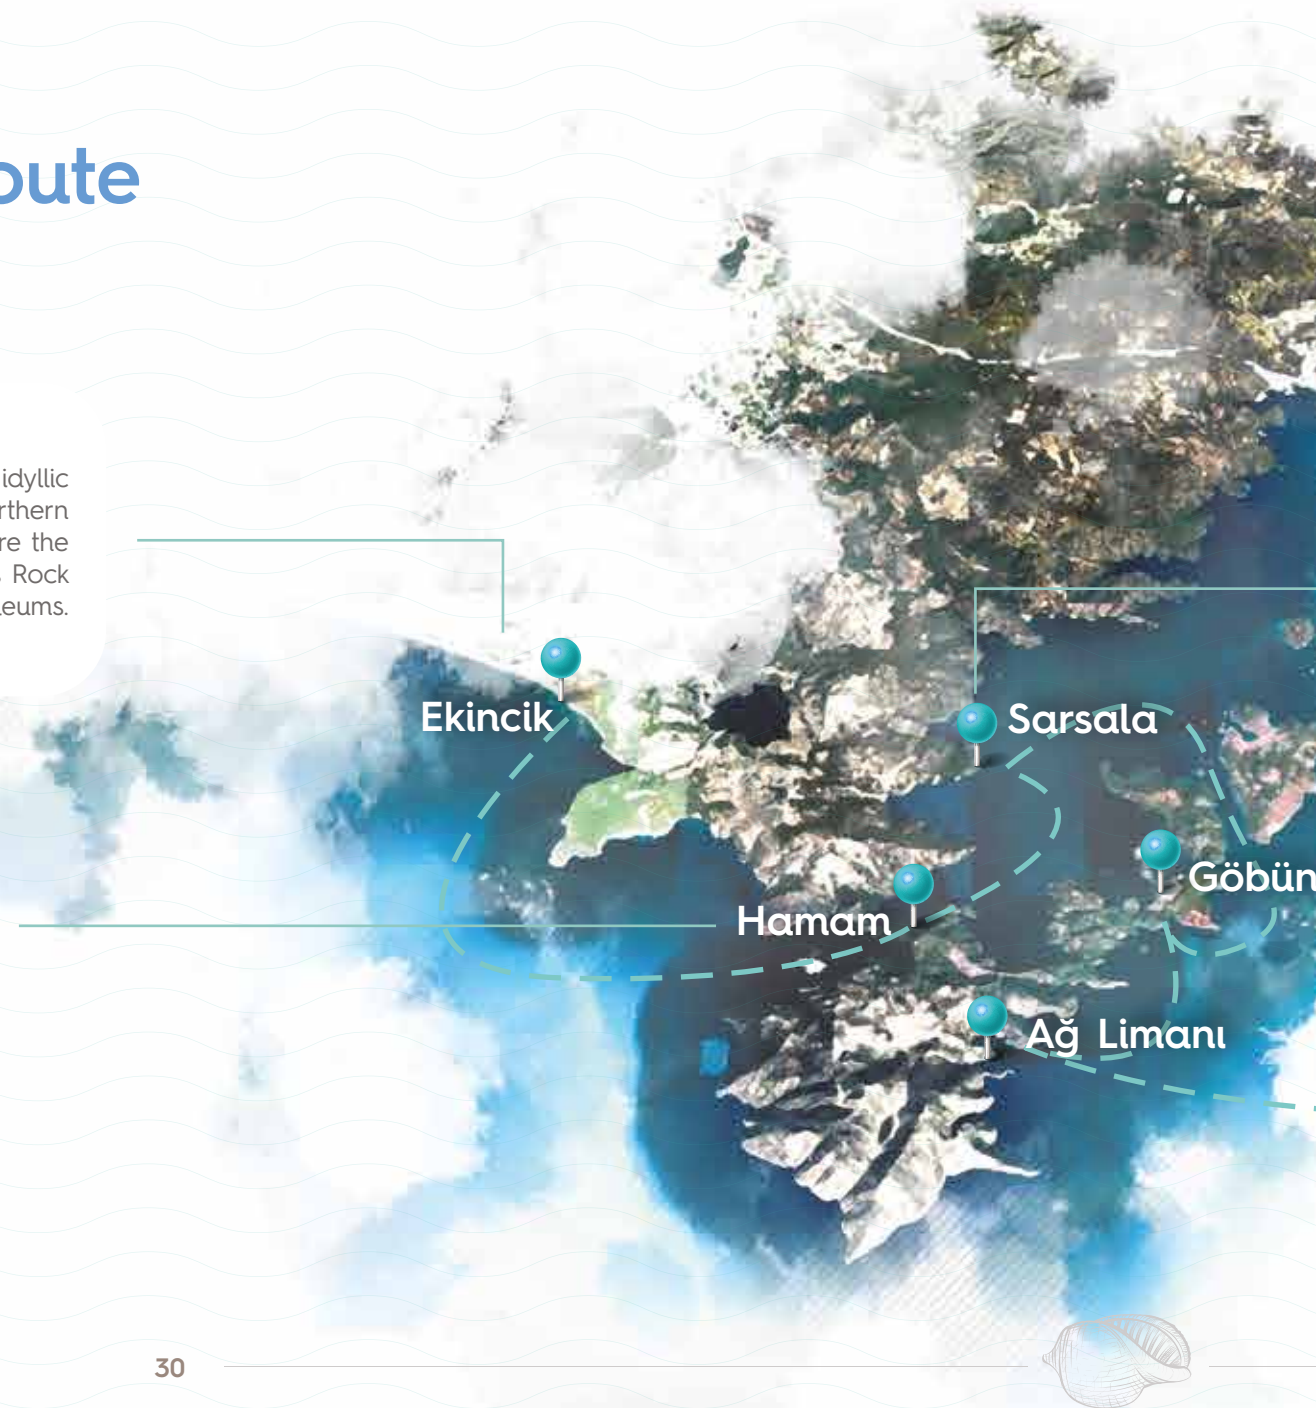 oute
idyllic
rthern
re the
Rock
eums.
Ekincik
Sarsala
Göbün
Hamam
Ağ Limanı
30